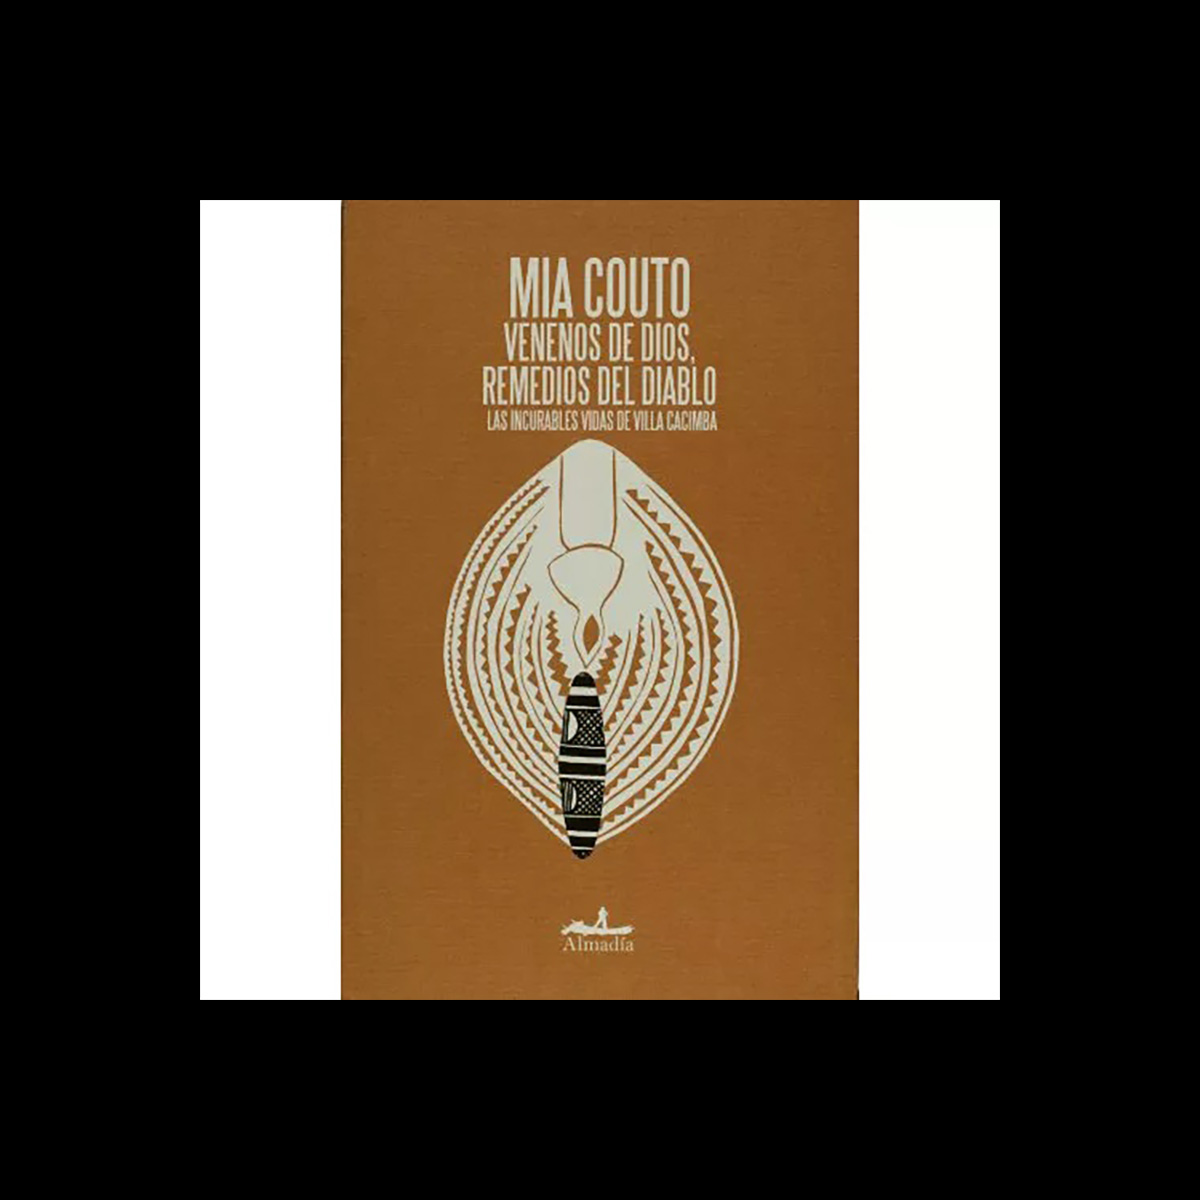 MIA COUTO
VENENOS DE DIOS,
REMEDIOS DEL DIABLO
LAS INCURABLES VIDAS DE VILLA CACIMBA
Almadía